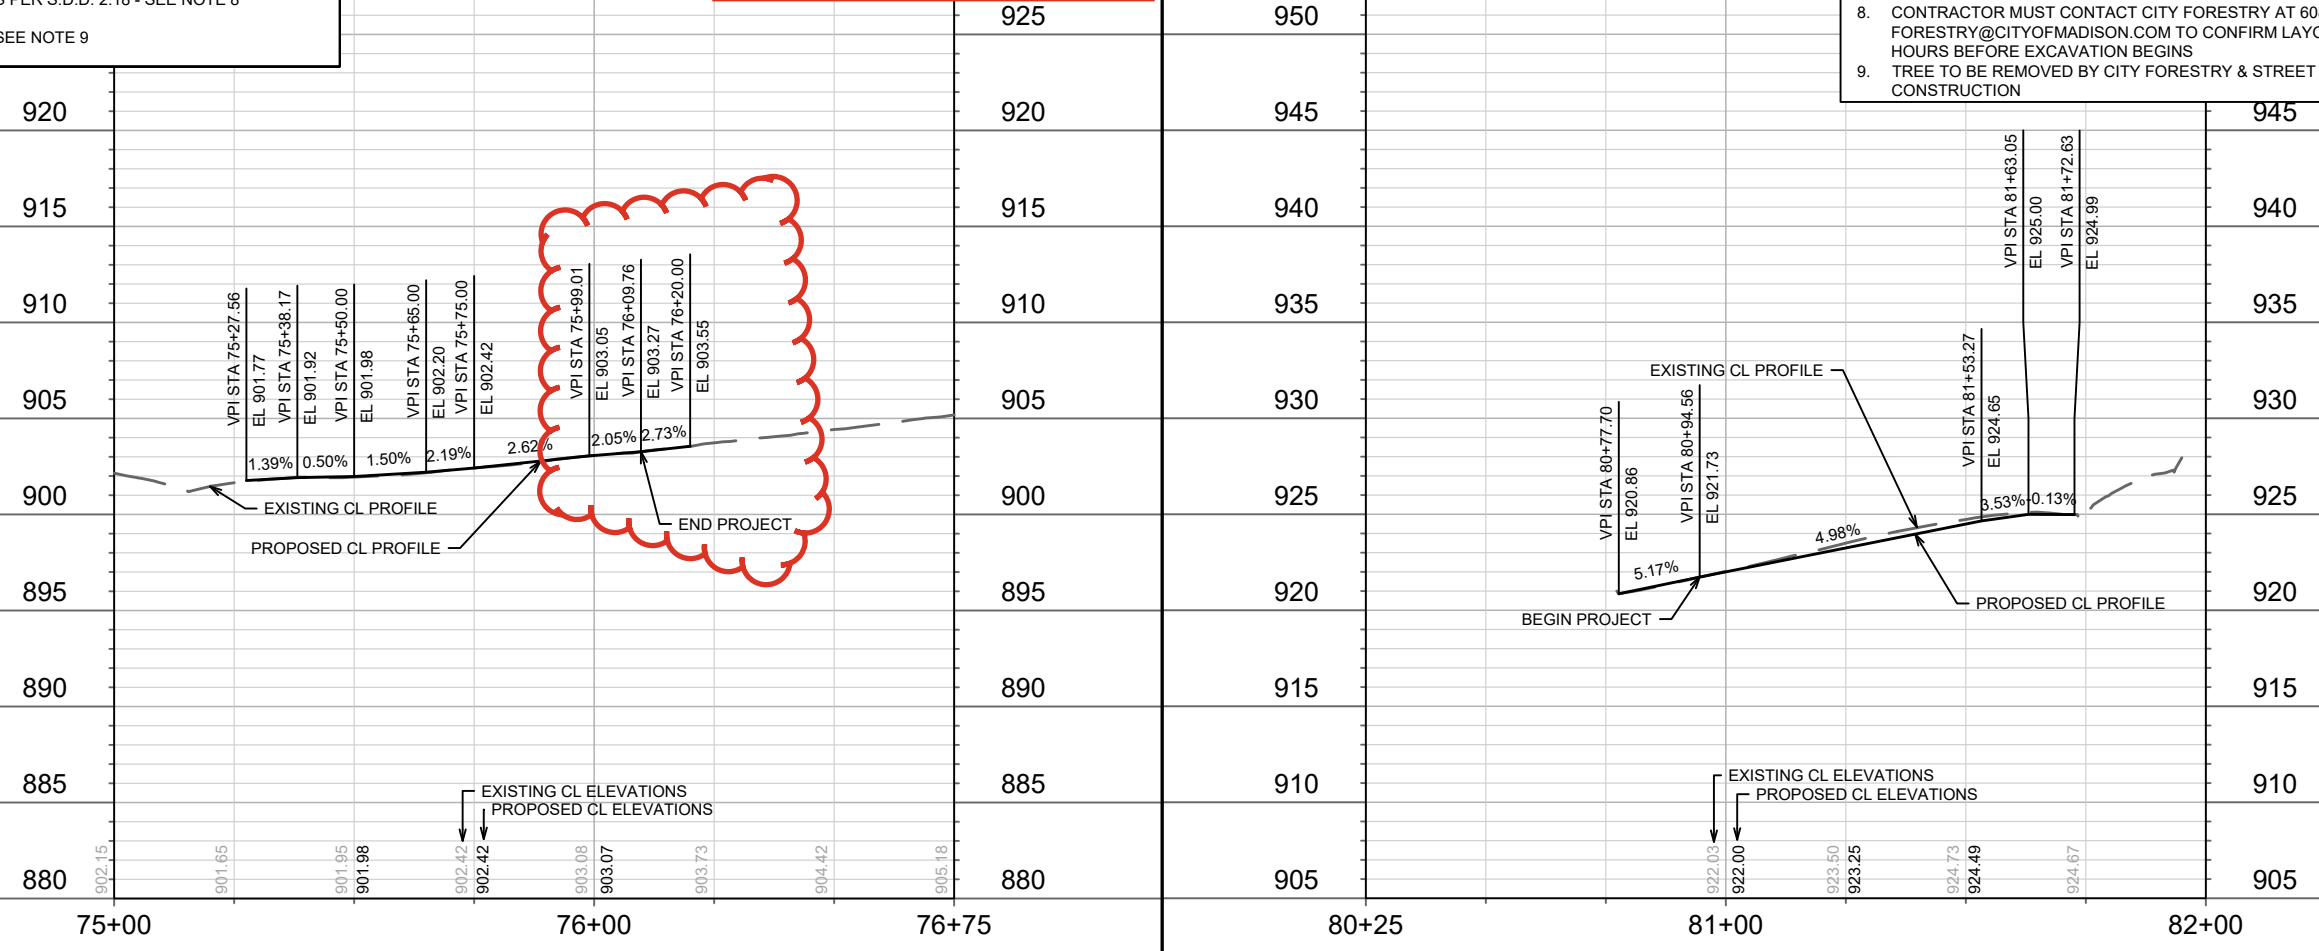 S PER S.D.D. 2.18 - SEE NOTE 8
SEE NOTE 9
920
915
910
905
900
895
890
885
880
VPI STA 75+27.56
EL 901.77
VPI STA 75+38.17
EL 901.92
VPI STA 75+50.00
EL 901.98
VPI STA 75+65.00
EL 902.20
VPI STA 75+75.00
EL 902.42
VPI STA 75+99.01
EL 903.05
VPI STA 76+09.76
EL 903.27
VPI STA 76+20.00
EL 903.55
1.39%
0.50%
1.50%
2.19%
2.62%
2.05%
2.73%
EXISTING CL PROFILE
PROPOSED CL PROFILE
END PROJECT
EXISTING CL ELEVATIONS
PROPOSED CL ELEVATIONS
902.15
901.65
901.95
901.98
902.42
902.42
903.08
903.07
903.73
904.42
905.18
75+00
76+00
76+75
925
920
915
910
905
900
895
890
885
880
950
945
940
935
930
925
920
915
910
905
8. CONTRACTOR MUST CONTACT CITY FORESTRY AT 60
FORESTRY@CITYOFMADISON.COM TO CONFIRM LAYO
HOURS BEFORE EXCAVATION BEGINS
9. TREE TO BE REMOVED BY CITY FORESTRY & STREET
CONSTRUCTION
VPI STA 80+77.70
EL 920.86
VPI STA 80+94.56
EL 921.73
VPI STA 81+53.27
EL 924.65
VPI STA 81+63.05
EL 925.00
VPI STA 81+72.63
EL 924.99
EXISTING CL PROFILE
5.17%
4.98%
3.53%
-0.13%
BEGIN PROJECT
PROPOSED CL PROFILE
EXISTING CL ELEVATIONS
PROPOSED CL ELEVATIONS
922.03
922.00
923.50
923.25
924.73
924.49
924.67
80+25
81+00
82+00
945
940
935
930
925
920
915
910
905